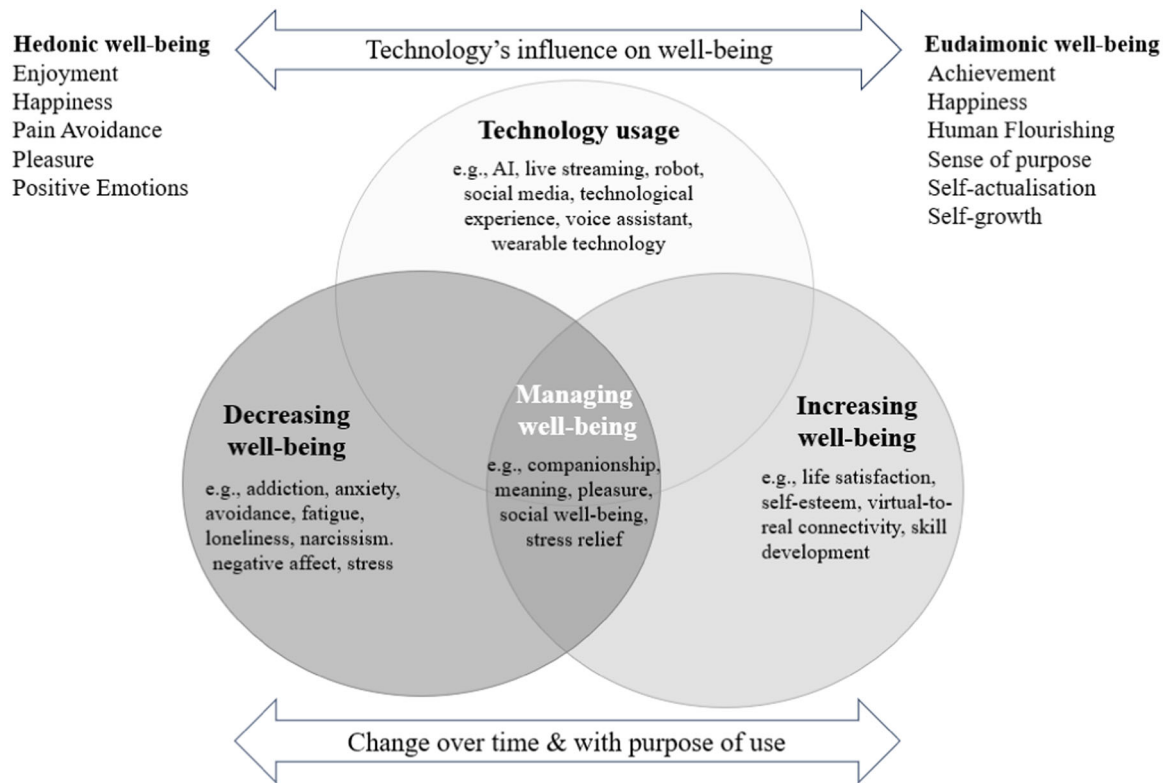 Hedonic well-being
Enjoyment
Happiness
Pain Avoidance
Pleasure
Positive Emotions
Technology's influence on well-being
Eudaimonic well-being
Achievement
Happiness
Human Flourishing
Sense of purpose
Self-actualisation
Self-growth
Technology usage
e.g., AI, live streaming, robot,
social media, technological
experience, voice assistant,
wearable technology
Decreasing
well-being
e.g., addiction, anxiety,
avoidance, fatigue,
loneliness, narcissism.
negative affect, stress
Managing
well-being
e.g., companionship,
meaning, pleasure,
social well-being,
stress relief
Increasing
well-being
e.g., life satisfaction,
self-esteem, virtual-to-
real connectivity, skill
development
Change over time & with purpose of use